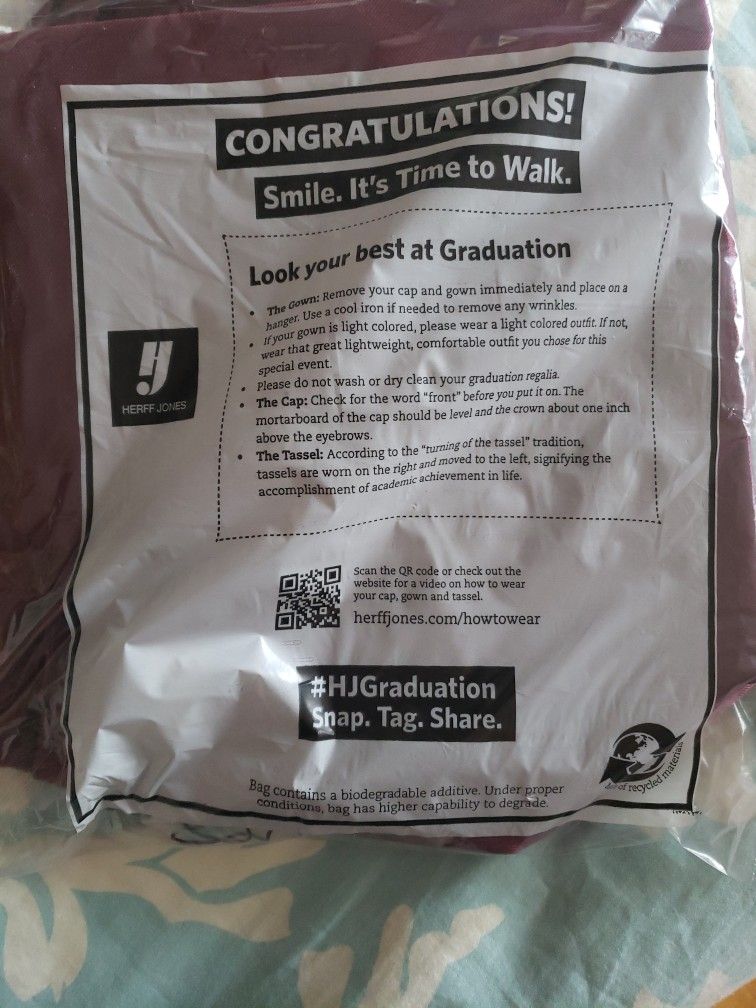 CONGRATULATIONS!
Smile. It's Time to Walk.
Look your best at Graduation
• The Gown: Remove your cap and gown immediately and place on a
hanger. Use a cool iron if needed to remove any wrinkles.
• If your gown is light colored, please wear a light colored outfit. If not,
wear that great lightweight, comfortable outfit you chose for this
special event.
• Please do not wash or dry clean your graduation regalia.
• The Cap: Check for the word "front" before you put it on. The
mortarboard of the cap should be level and the crown about one inch
above the eyebrows.
• The Tassel: According to the "turning of the tassel" tradition,
tassels are worn on the right and moved to the left, signifying the
accomplishment of academic achievement in life.
HJ
HERFF JONES
Scan the QR code or check out the
website for a video on how to wear
your cap, gown and tassel.
herffjones.com/howtowear
#HJGraduation
Snap. Tag. Share.
of recycled materials
Bag contains a biodegradable additive. Under proper
conditions, bag has higher capability to degrade.